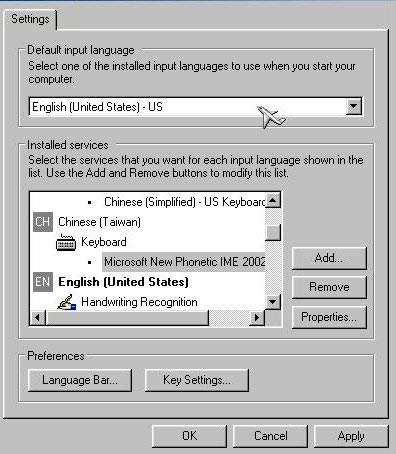 Settings
Default input language
Select one of the installed input languages to use when you start your
computer.
English (United States) - US
Installed services
Select the services that you want for each input language shown in the
list. Use the Add and Remove buttons to modify this list.
• Chinese (Simplified) - US Keyboard
CH Chinese (Taiwan)
Keyboard
• Microsoft New Phonetic IME 2002
EN English (United States)
Handwriting Recognition
Add...
Remove
Properties...
Preferences
Language Bar...
Key Settings...
OK
Cancel
Apply